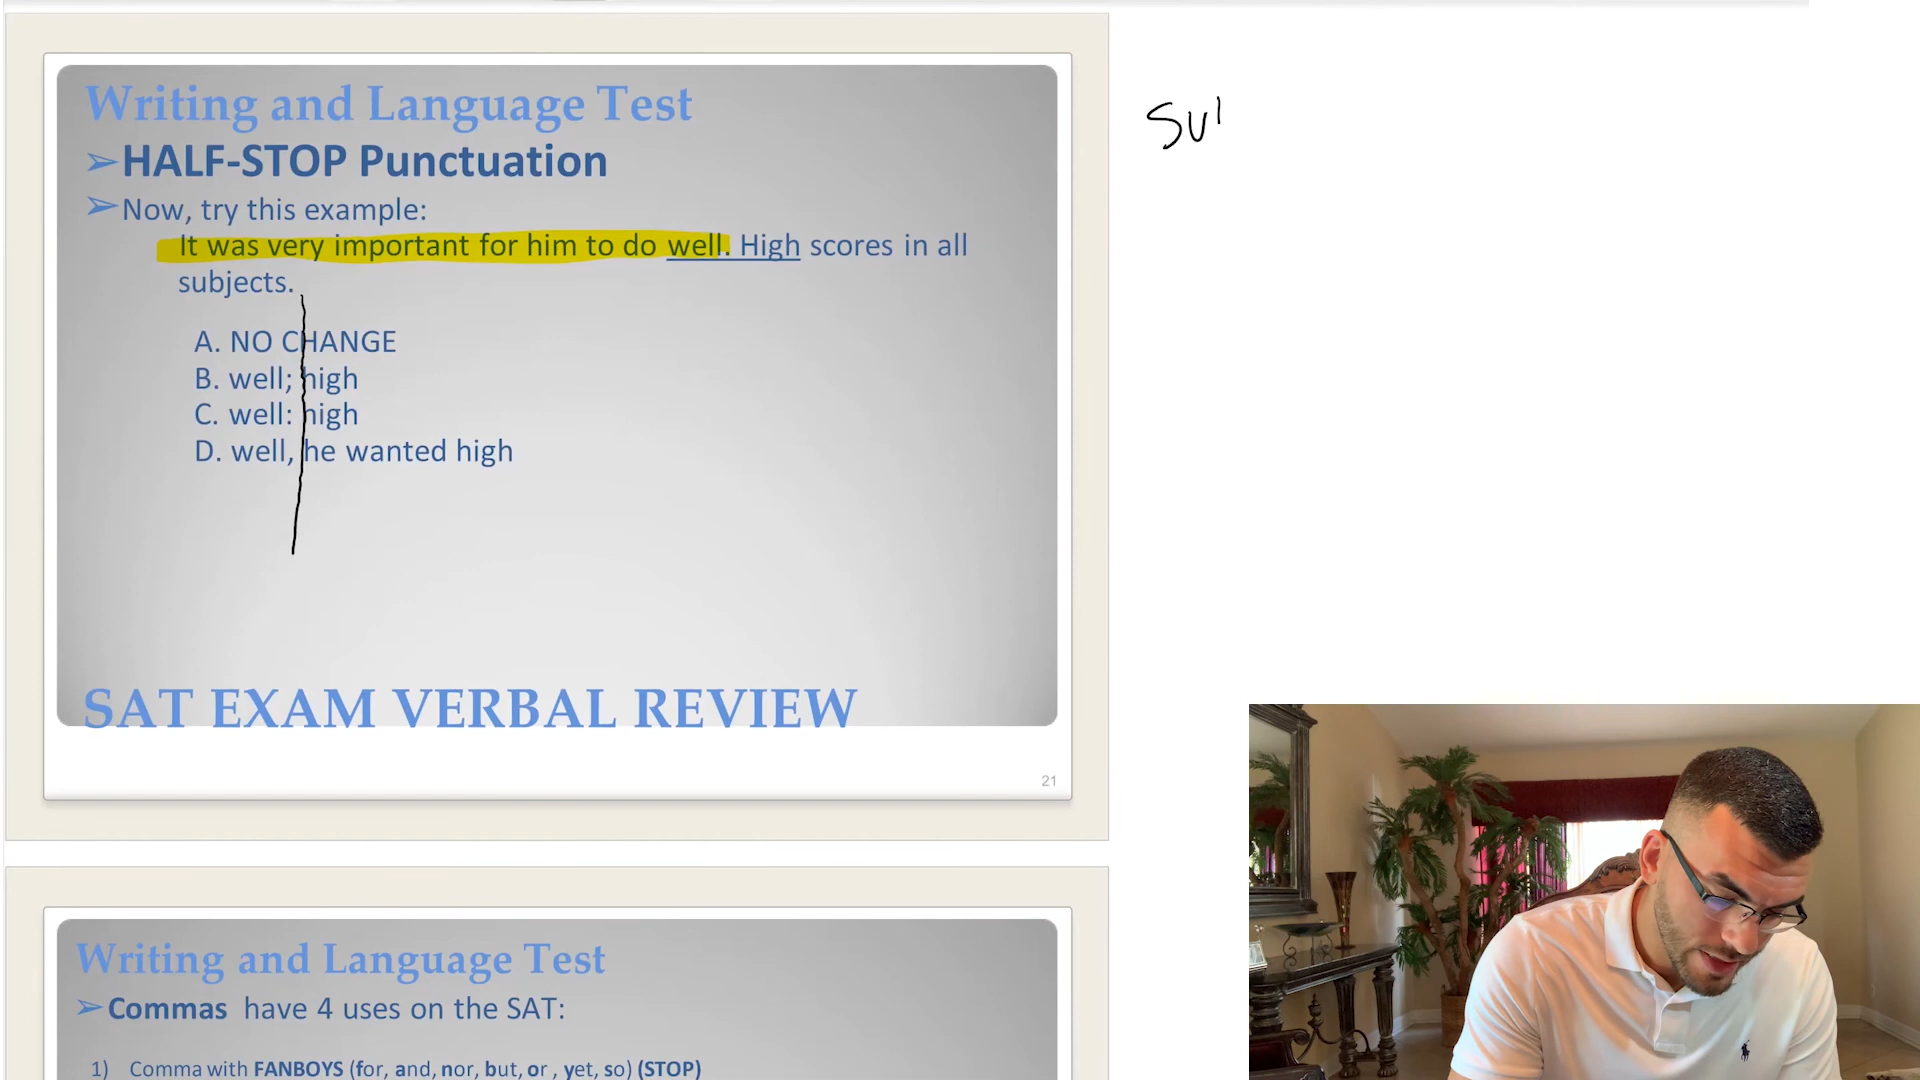 Writing and Language Test
➢HALF-STOP Punctuation
➢Now, try this example:
It was very important for him to do well. High scores in all
subjects.
A. NO CHANGE
B. well; high
C. well: high
D. well, he wanted high
SAT EXAM VERBAL REVIEW
21
Writing and Language Test
➢Commas have 4 uses on the SAT:
1) Comma with FANBOYS (for, and, nor, but, or , yet, so) (STOP)